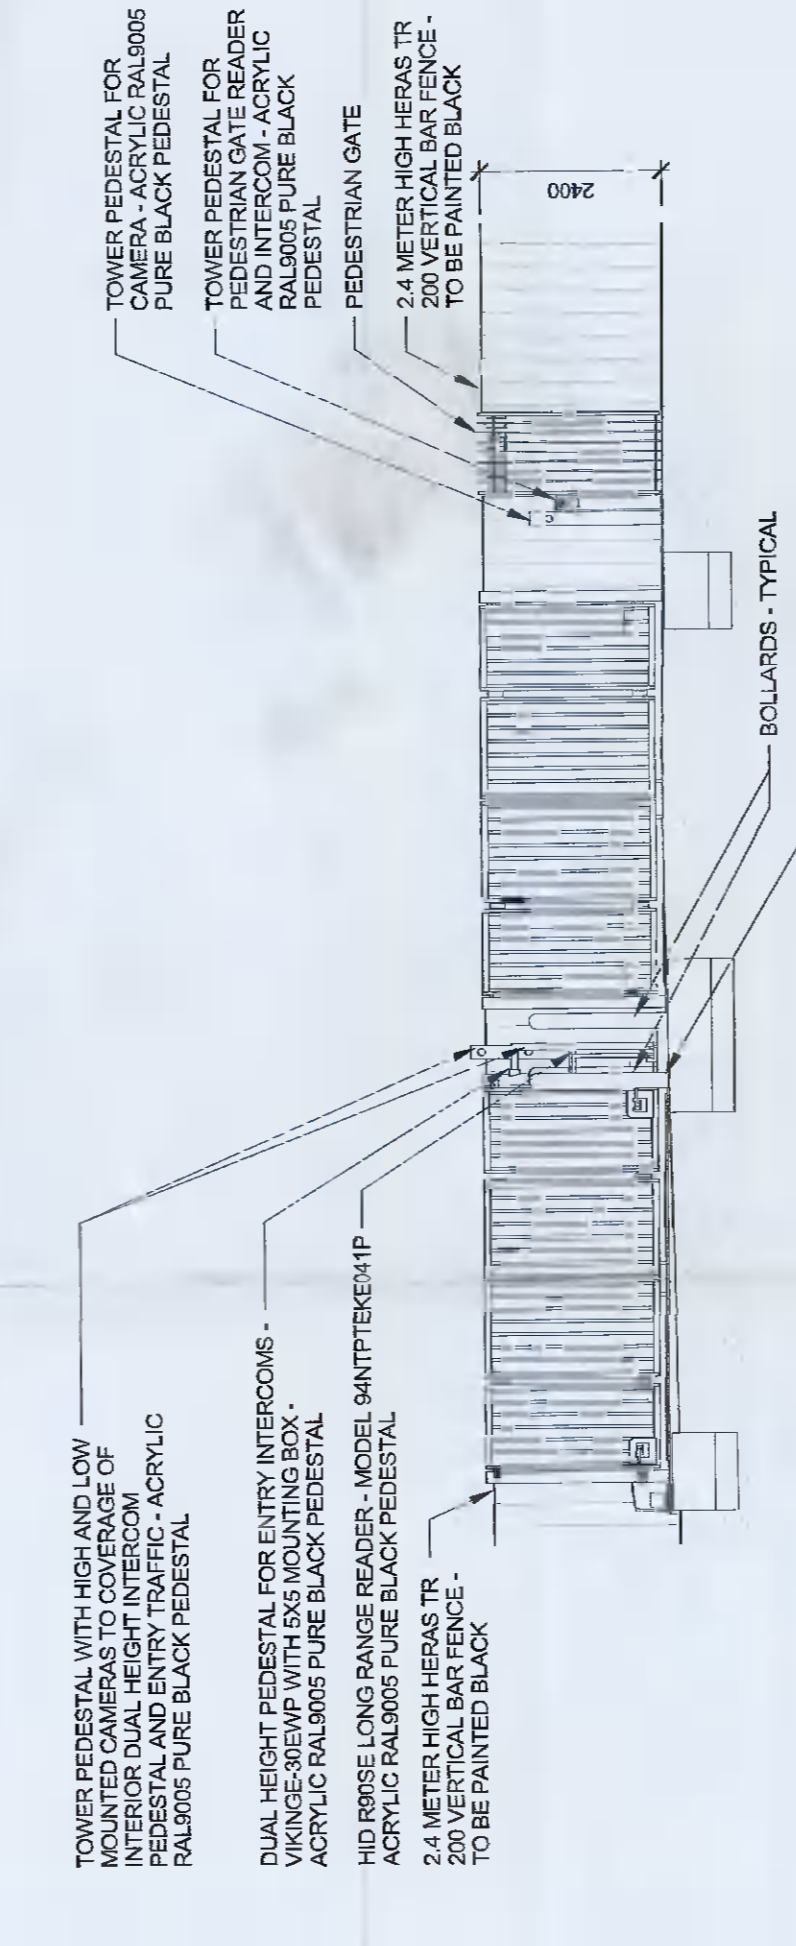 TOWER PEDESTAL WITH HIGH AND LOW
MOUNTED CAMERAS TO COVERAGE OF
INTERIOR DUAL HEIGHT INTERCOM
PEDESTAL AND ENTRY TRAFFIC - ACRYLIC
RAL9005 PURE BLACK PEDESTAL
DUAL HEIGHT PEDESTAL FOR ENTRY INTERCOMS -
VIKINGE-30EWP WITH 5X5 MOUNTING BOX -
ACRYLIC RAL9005 PURE BLACK PEDESTAL
HID R90SE LONG RANGE READER - MODEL 94NTPTEKE041P
ACRYLIC RAL9005 PURE BLACK PEDESTAL
2.4 METER HIGH HERAS TR
200 VERTICAL BAR FENCE -
TO BE PAINTED BLACK
TOWER PEDESTAL FOR
CAMERA - ACRYLIC RAL9005
PURE BLACK PEDESTAL
TOWER PEDESTAL FOR
PEDESTRIAN GATE READER
AND INTERCOM - ACRYLIC
RAL9005 PURE BLACK
PEDESTAL
PEDESTRIAN GATE
2.4 METER HIGH HERAS TR
200 VERTICAL BAR FENCE -
TO BE PAINTED BLACK
2400
BOLLARDS - TYPICAL